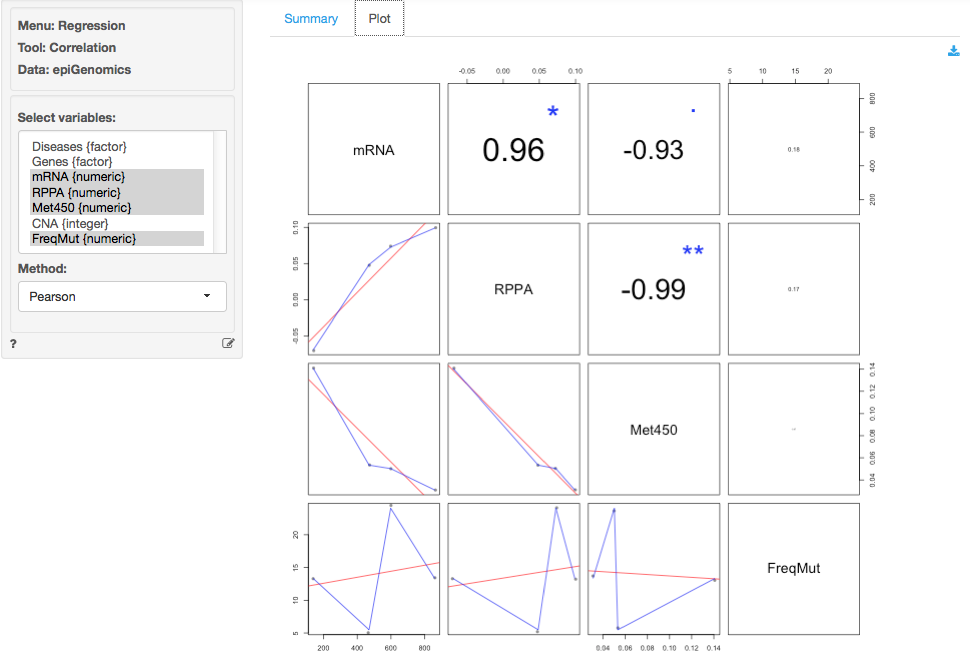 Menu: Regression
Tool: Correlation
Data: epiGenomics
Select variables:
Diseases {factor}
Genes {factor}
mRNA {numeric}
RPPA {numeric}
Met450 {numeric}
CNA {integer}
FreqMut {numeric}
Method:
Pearson
?
Summary
Plot
-0.05 0.00 0.05 0.10
5 10 15 20
mRNA
*
0.96
.
-0.93
0.18
200 400 600 800
-0.05 0.00 0.05 0.10
RPPA
**
-0.99
0.17
Met450
0.04 0.06 0.08 0.10 0.12 0.14
5 10 15 20
FreqMut
200 400 600 800
0.04 0.06 0.08 0.10 0.12 0.14